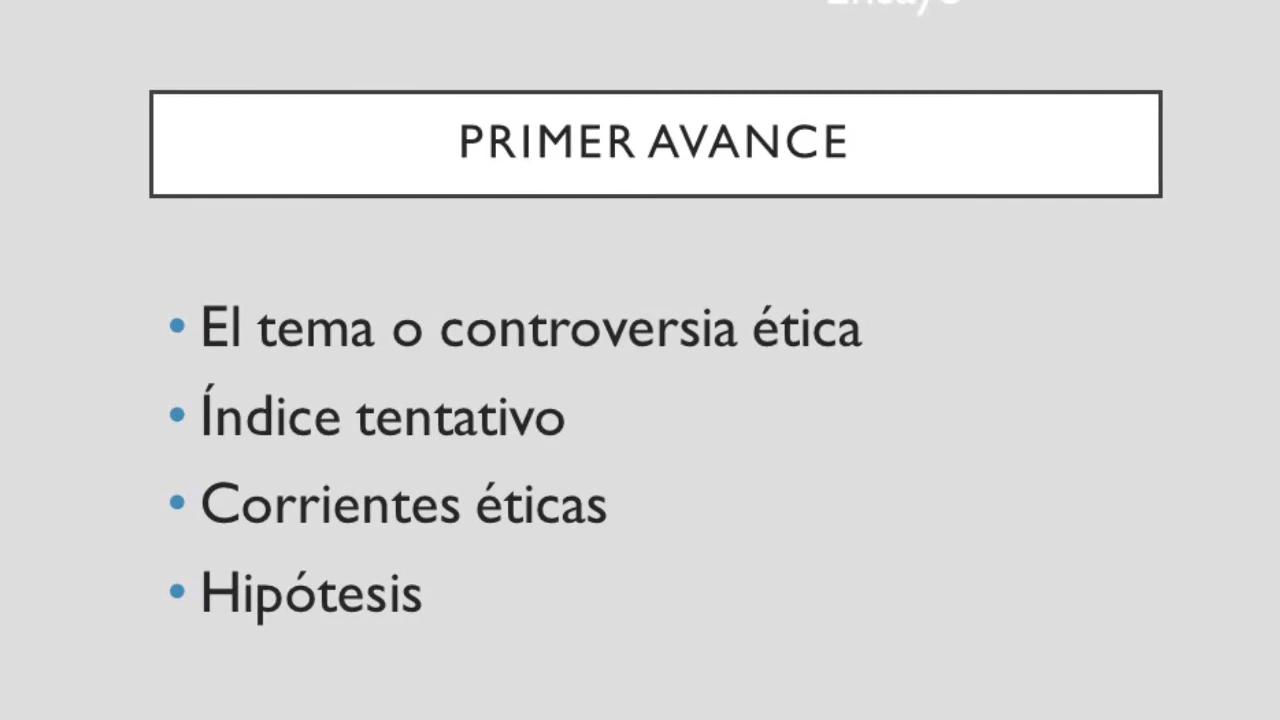 PRIMER AVANCE
• El tema o controversia ética
• Índice tentativo
• Corrientes éticas
• Hipótesis